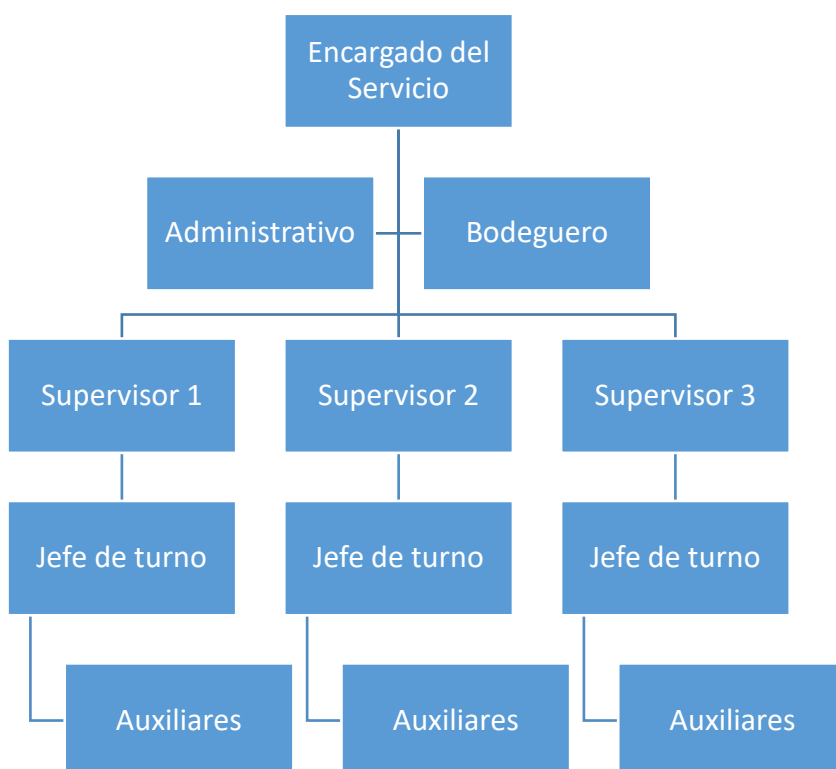 Encargado del
Servicio
Administrativo
Bodeguero
Supervisor 1
Supervisor 2
Supervisor 3
Jefe de turno
Jefe de turno
Jefe de turno
Auxiliares
Auxiliares
Auxiliares